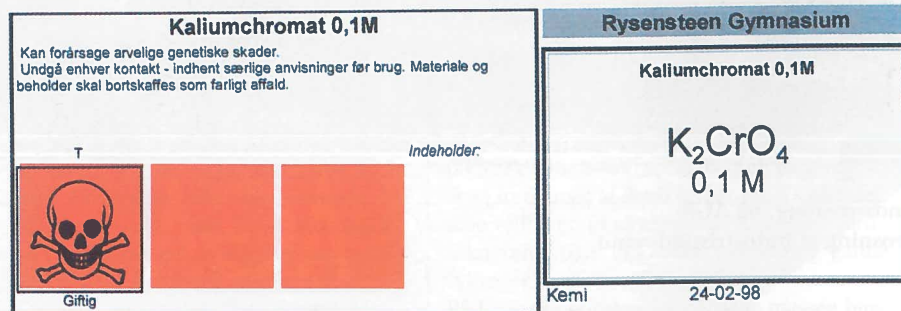 Kaliumchromat 0,1M
Kan forårsage arvelige genetiske skader.
Undgå enhver kontakt - indhent særlige anvisninger før brug. Materiale og
beholder skal bortskaffes som farligt affald.
T
Indeholder:
Giftig
Rysensteen Gymnasium
Kaliumchromat 0,1M
K₂CrO₄
0,1 M
Kemi 24-02-98